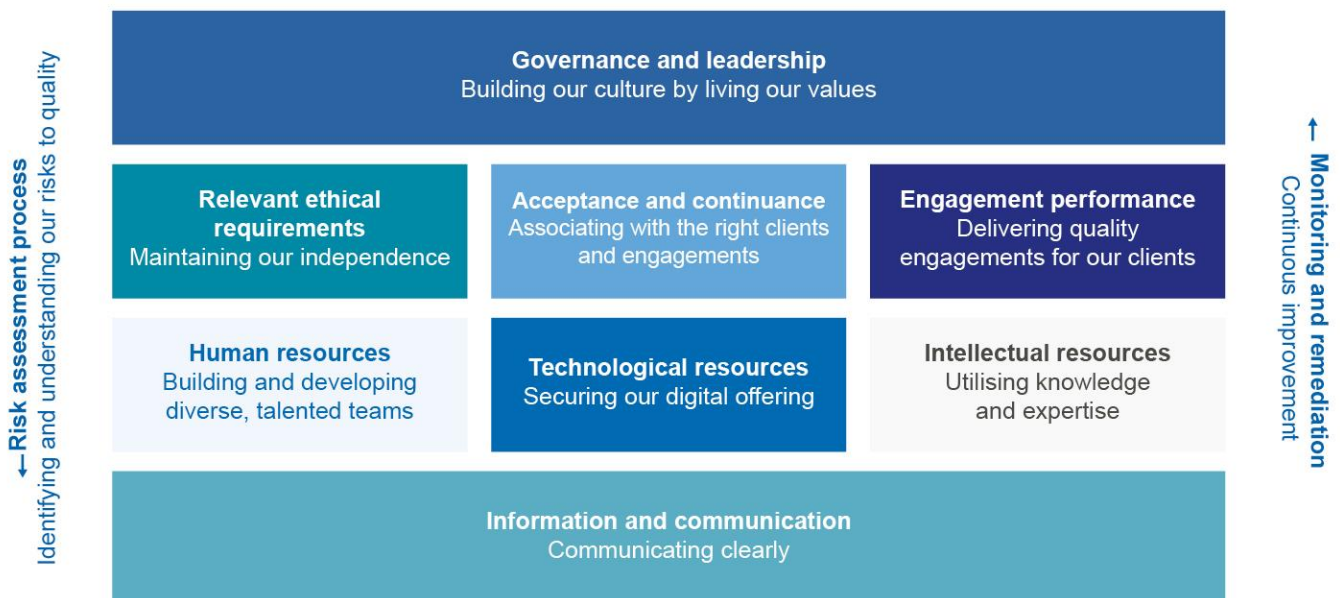 ← Risk assessment process
Identifying and understanding our risks to quality
Governance and leadership
Building our culture by living our values
Relevant ethical
requirements
Maintaining our independence
Acceptance and continuance
Associating with the right clients
and engagements
Engagement performance
Delivering quality
engagements for our clients
Human resources
Building and developing
diverse, talented teams
Technological resources
Securing our digital offering
Intellectual resources
Utilising knowledge
and expertise
Information and communication
Communicating clearly
← Monitoring and remediation
Continuous improvement